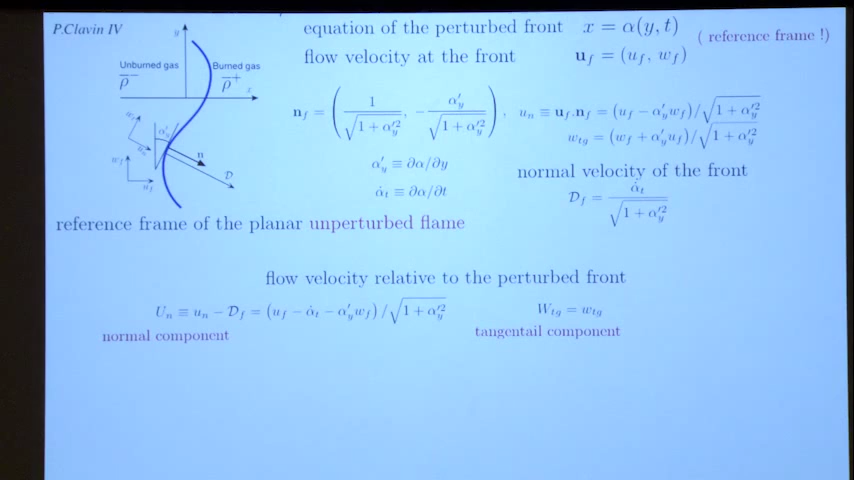 P.Clavin IV
equation of the perturbed front x = α(y, t) ( reference frame !)
flow velocity at the front u_f = (u_f, w_f)
y
Unburned gas
Burned gas
ρ̄⁻
ρ̄⁺
x
n_f = ( 1/√(1 + α'_y²), − α'_y/√(1 + α'_y²) ), u_n ≡ u_f.n_f = (u_f − α'_y w_f)/√(1 + α'_y²)
w_tg = (w_f + α'_y u_f)/√(1 + α'_y²)
α'_y ≡ ∂α/∂y
α̇_t ≡ ∂α/∂t
α'_y
n
D
w_f
u_f
normal velocity of the front
D_f = α̇_t/√(1 + α'_y²)
reference frame of the planar unperturbed flame
flow velocity relative to the perturbed front
U_n ≡ u_n − D_f = (u_f − α̇_t − α'_y w_f)/√(1 + α'_y²) W_tg = w_tg
normal component tangentail component